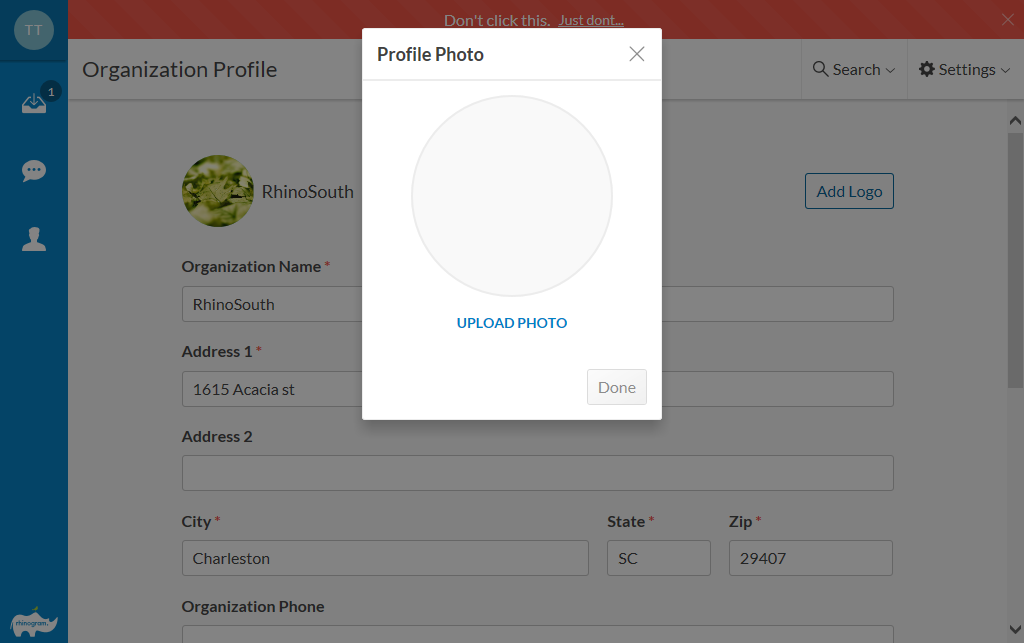 TT
Don't click this. Just dont...
Profile Photo
Organization Profile
Search
Settings
1
RhinoSouth
Add Logo
Organization Name *
RhinoSouth
UPLOAD PHOTO
Address 1 *
1615 Acacia st
Done
Address 2
City *
State *
Zip *
Charleston
SC
29407
Organization Phone
rhinogram